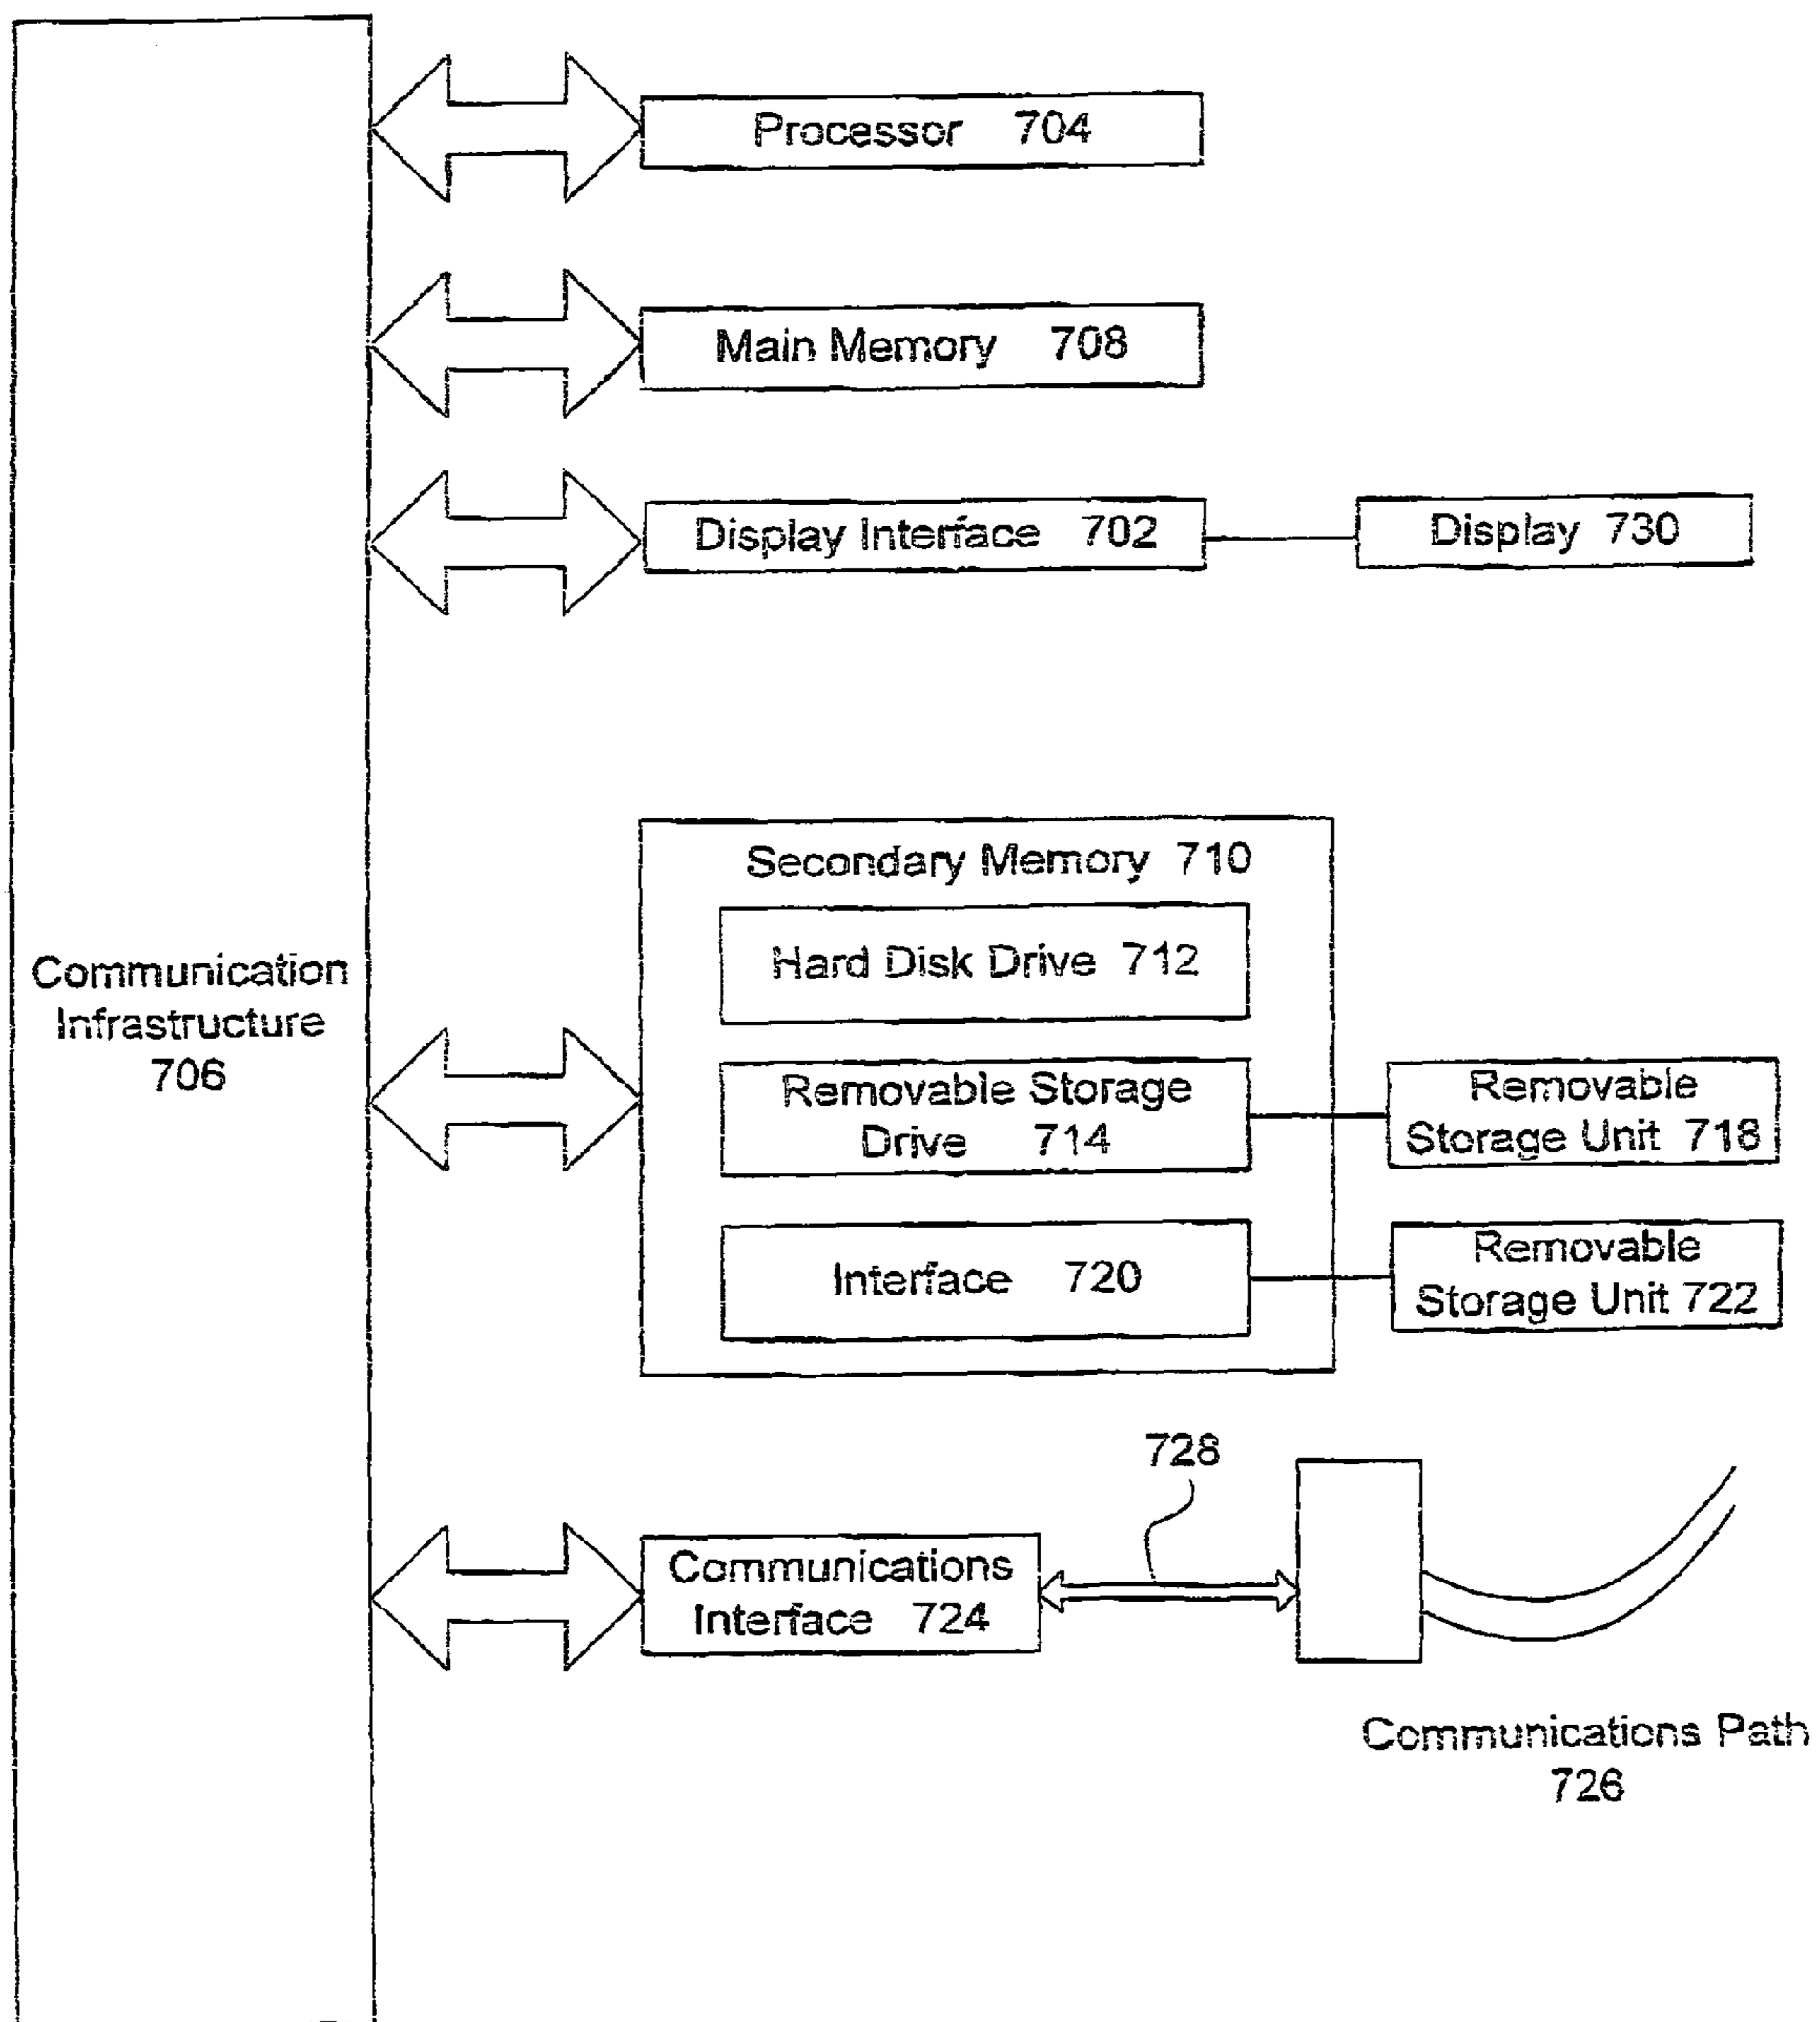 Processor 704
Main Memory 708
Display Interface 702
Display 730
Secondary Memory 710
Hard Disk Drive 712
Communication
Infrastructure
706
Removable Storage
Drive 714
Removable
Storage Unit 718
Interface 720
Removable
Storage Unit 722
728
Communications
Interface 724
Communications Path
726